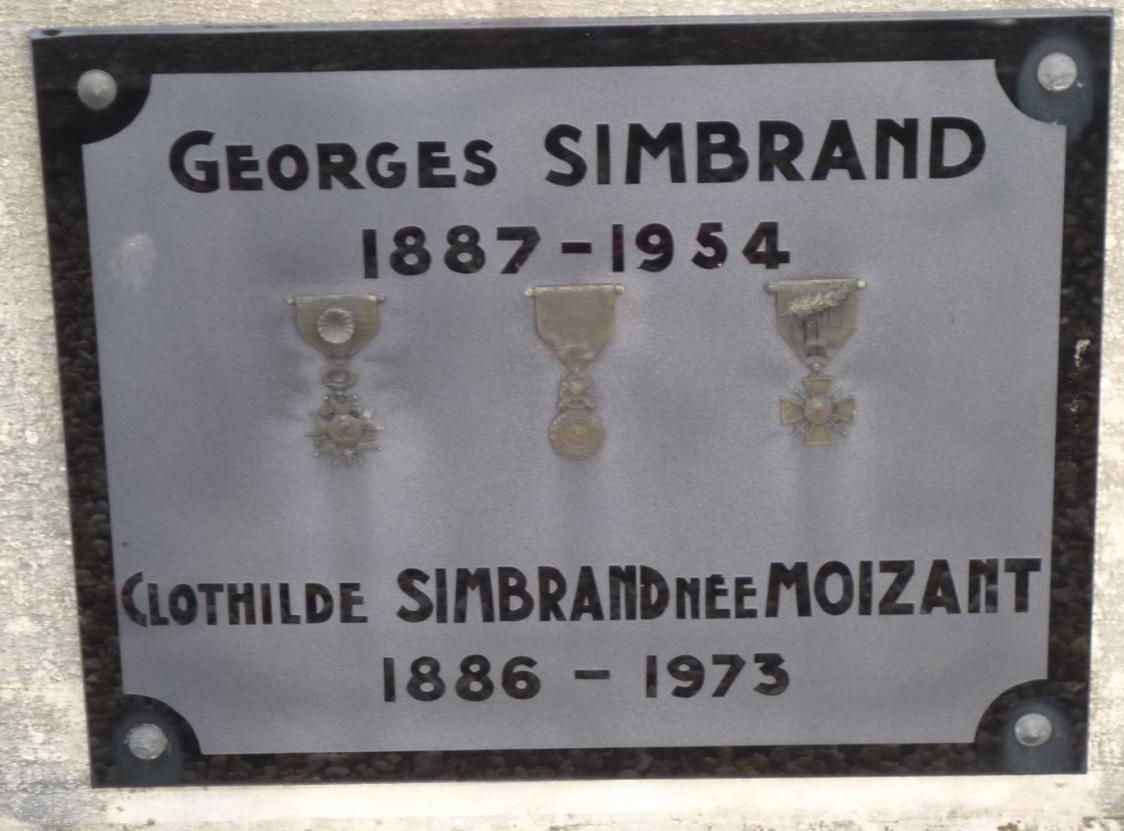 GEORGES SIMBRAND
1887-1954
CLOTHILDE SIMBRAND NÉE MOIZANT
1886 - 1973